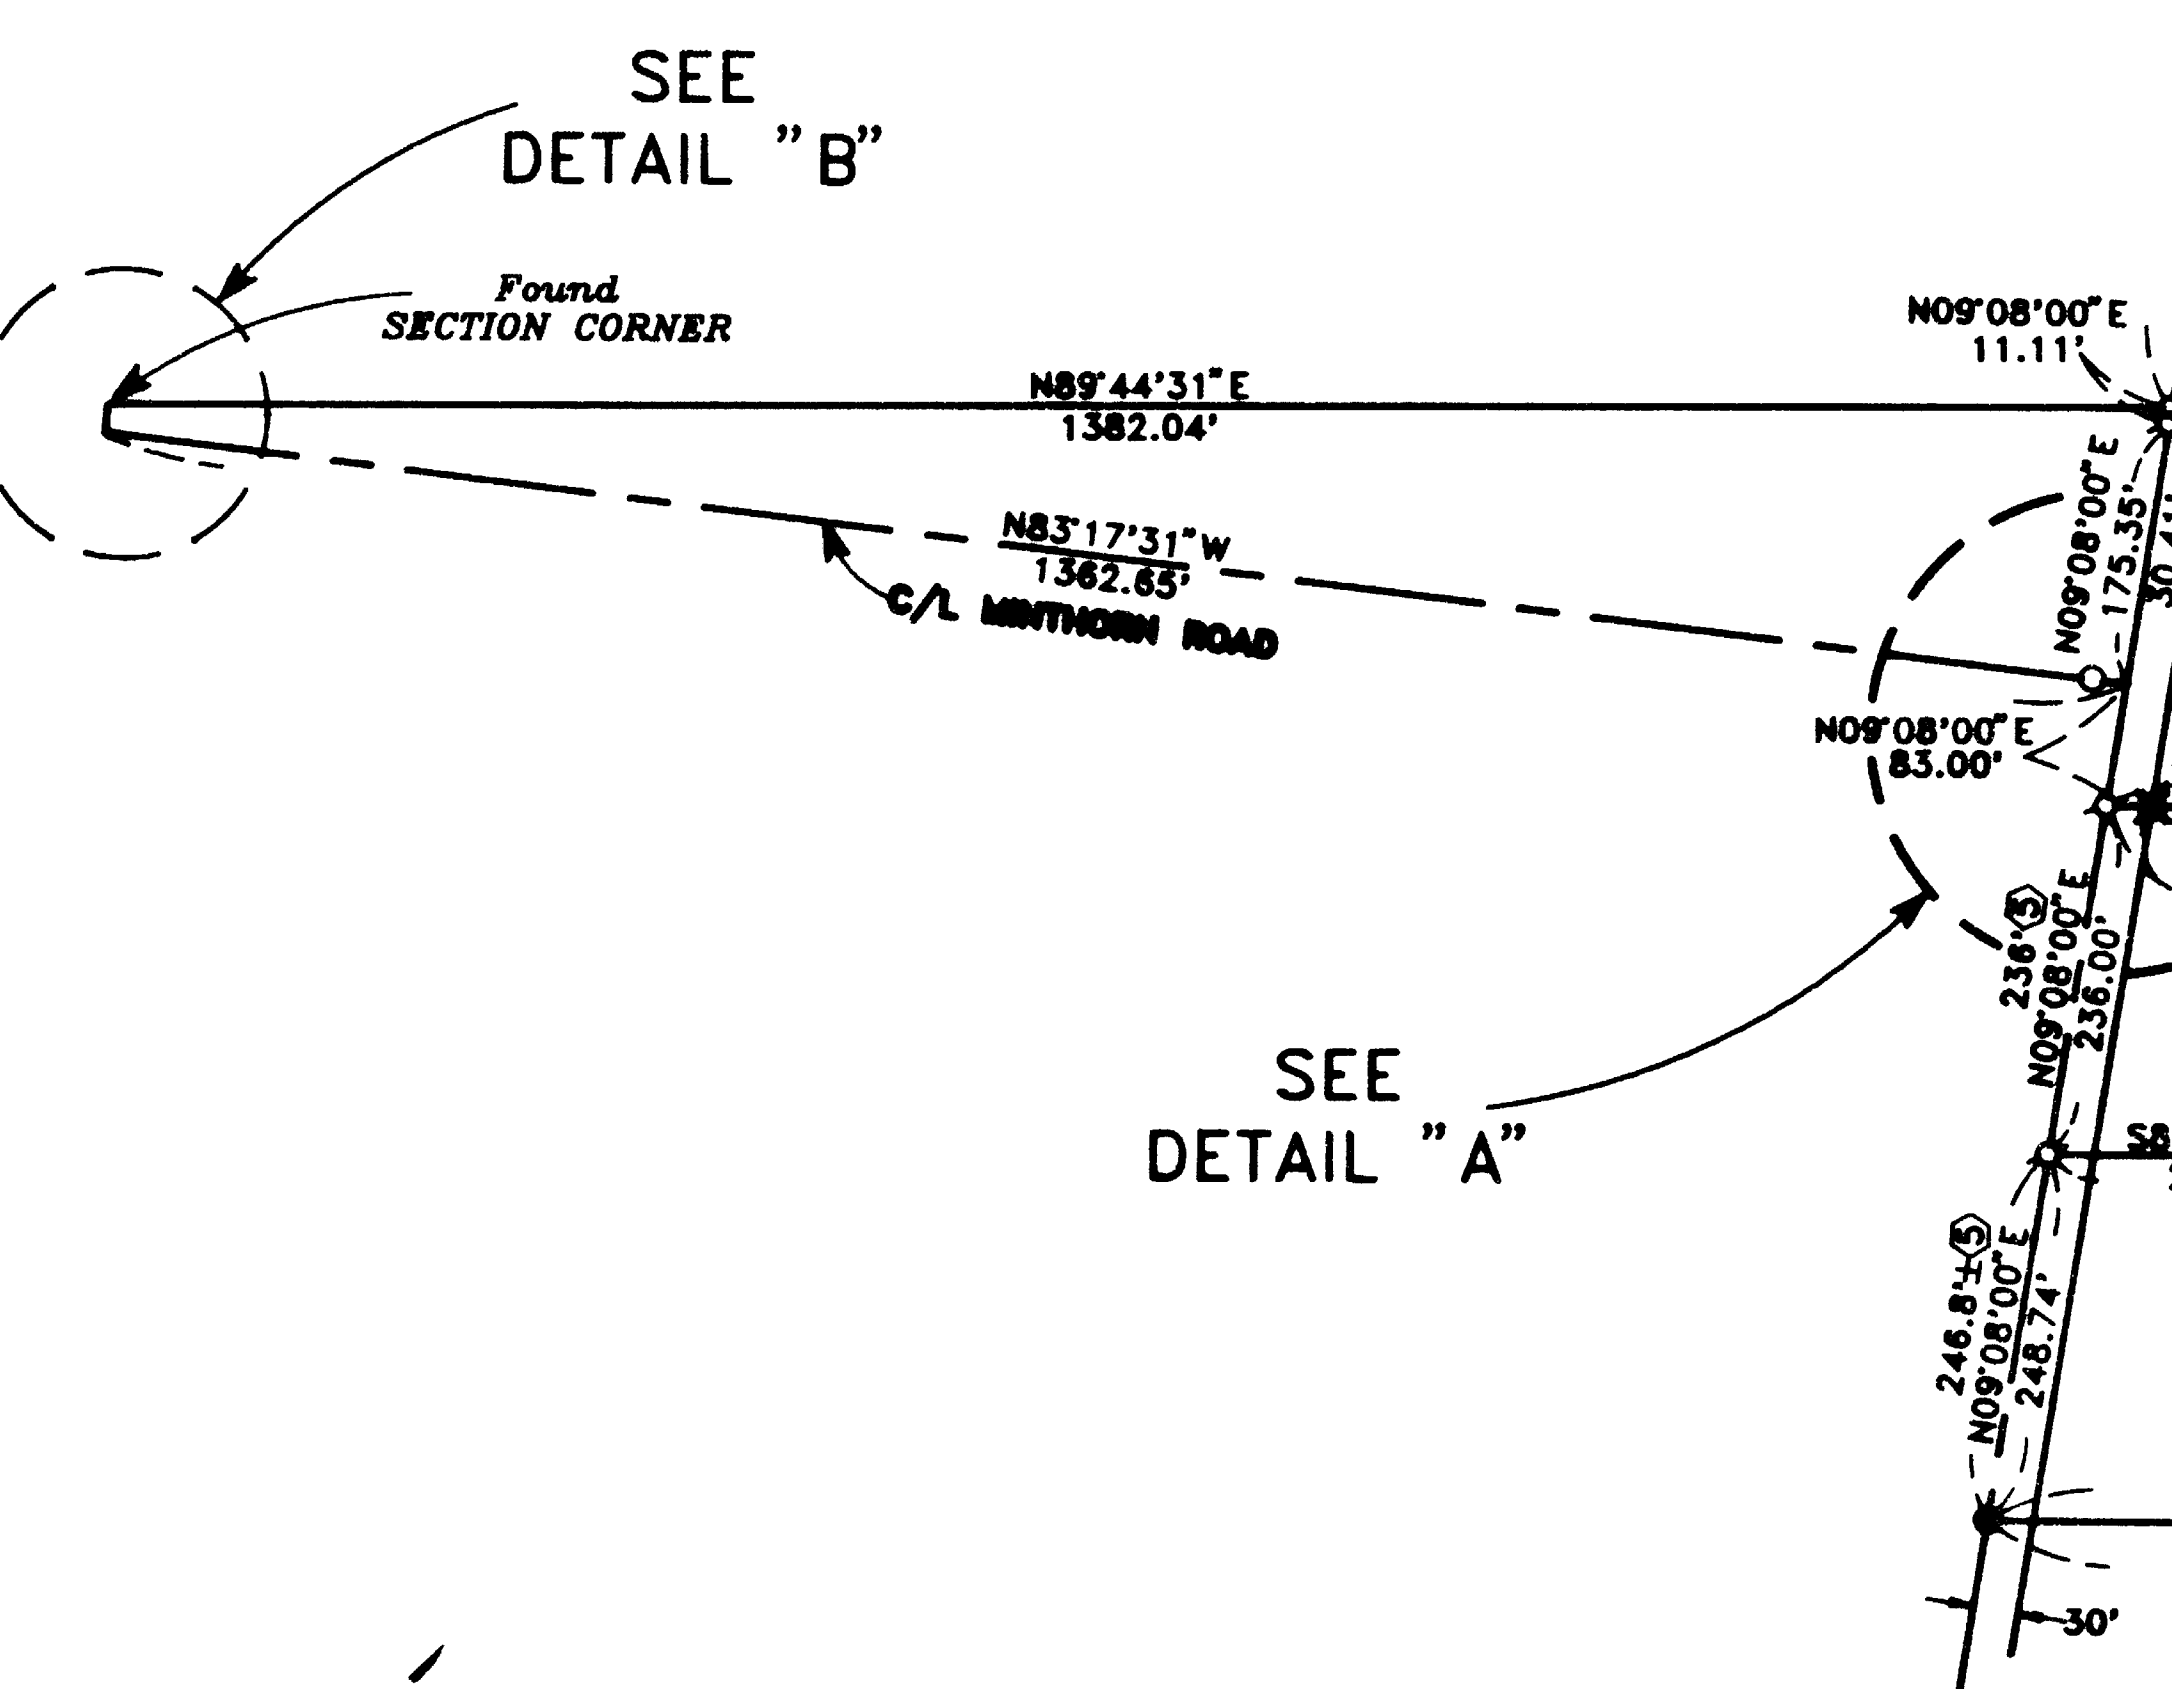 SEE
DETAIL "B"
Found
SECTION CORNER
N09°08'00"E
11.11'
N89°44'31"E
1382.04'
N09°08'00"E
175.35'
N83°17'31"W
1362.65'
C/L MINTHORN ROAD
N09°08'00"E
83.00'
236' 5
N09°08'00"E
236.00'
SEE
DETAIL "A"
246.8'± 5
N09°08'00"E
248.74'
30'